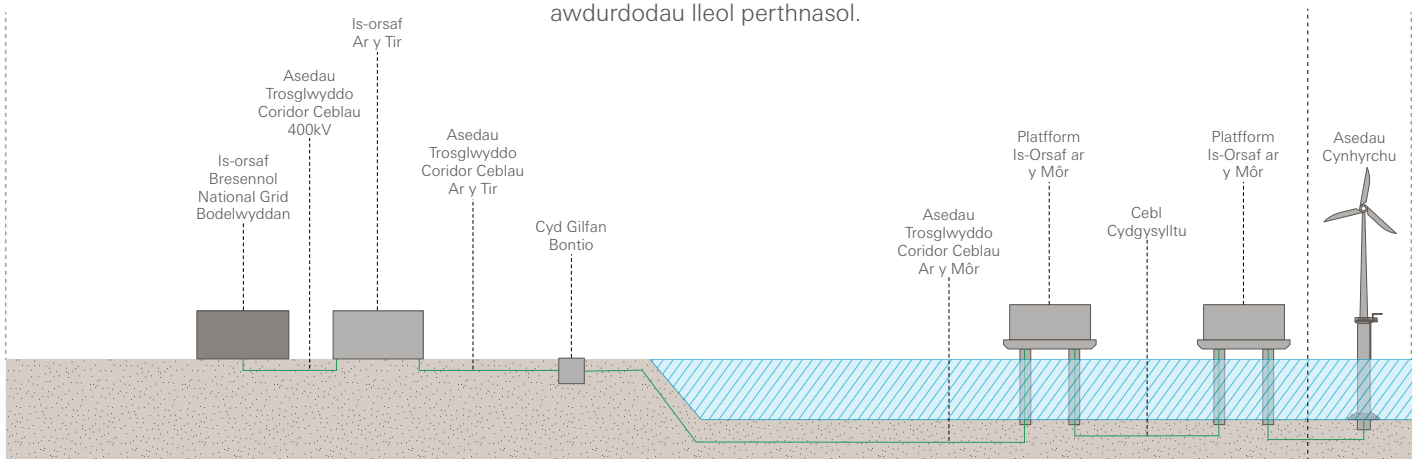 awdurdodau lleol perthnasol.
Is-orsaf
Ar y Tir
Asedau
Trosglwyddo
Coridor Ceblau
400kV
Is-orsaf
Bresennol
National Grid
Bodelwyddan
Asedau
Trosglwyddo
Coridor Ceblau
Ar y Tir
Cyd Gilfan
Bontio
Asedau
Trosglwyddo
Coridor Ceblau
Ar y Môr
Platfform
Is-Orsaf ar
y Môr
Cebl
Cydgysylltu
Platfform
Is-Orsaf ar
y Môr
Asedau
Cynhyrchu